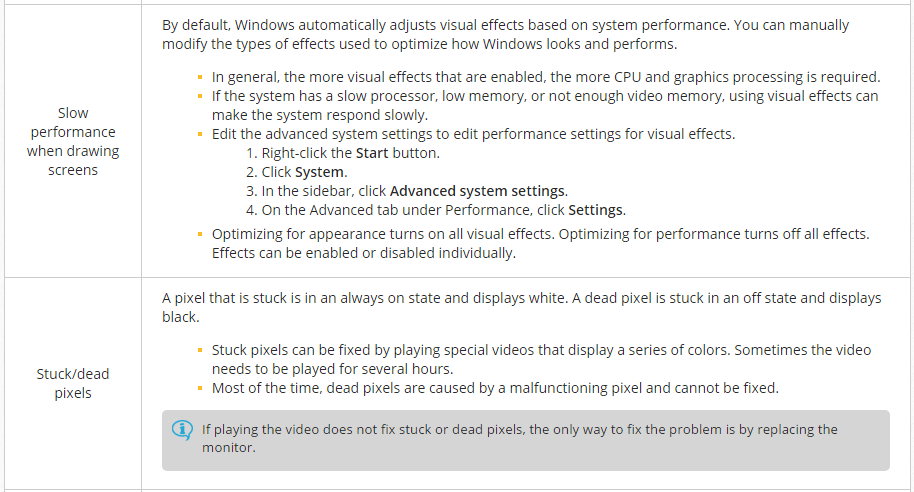 By default, Windows automatically adjusts visual effects based on system performance. You can manually
modify the types of effects used to optimize how Windows looks and performs.
In general, the more visual effects that are enabled, the more CPU and graphics processing is required.
If the system has a slow processor, low memory, or not enough video memory, using visual effects can
make the system respond slowly.
Slow
performance
when drawing
screens
Edit the advanced system settings to edit performance settings for visual effects.
1. Right-click the Start button.
2. Click System.
3. In the sidebar, click Advanced system settings.
4. On the Advanced tab under Performance, click Settings.
Optimizing for appearance turns on all visual effects. Optimizing for performance turns off all effects.
Effects can be enabled or disabled individually.
A pixel that is stuck is in an always on state and displays white. A dead pixel is stuck in an off state and displays
black.
Stuck/dead
pixels
Stuck pixels can be fixed by playing special videos that display a series of colors. Sometimes the video
needs to be played for several hours.
Most of the time, dead pixels are caused by a malfunctioning pixel and cannot be fixed.
If playing the video does not fix stuck or dead pixels, the only way to fix the problem is by replacing the
monitor.